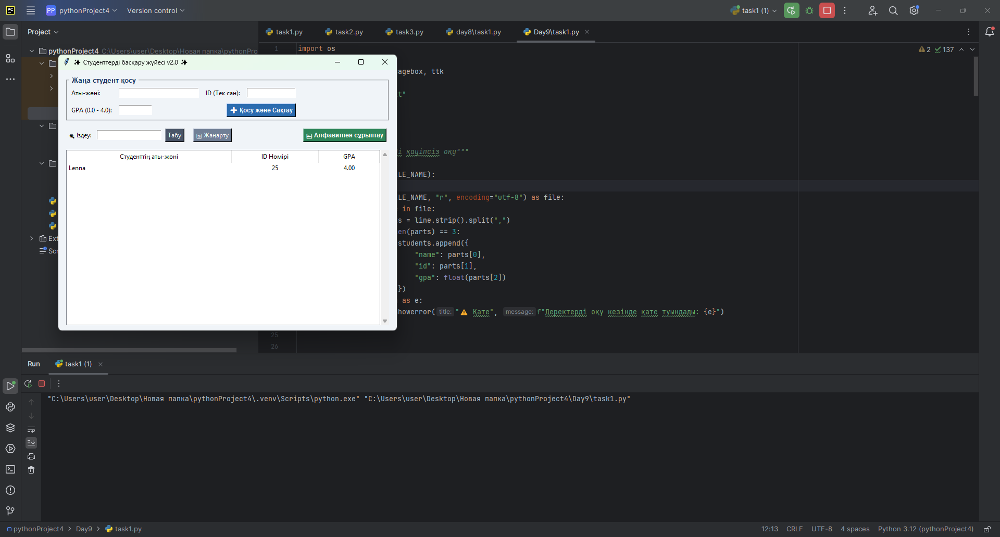 PC PP pythonProject4 Version control task1 (1)
Project
task1.py task2.py task3.py day8\task1.py Day9\task1.py
pythonProject4 C:\Users\user\Desktop\Новая папка\pythonPro
Ext
Scr
✨ Студенттерді басқару жүйесі v2.0 ✨
Жаңа студент қосу
Аты-жөні: ID (Тек сан):
GPA (0.0 - 4.0): ➕ Қосу және Сақтау
Іздеу: Табу Жаңарту Алфавитпен сұрыптау
Студенттің аты-жөні ID Нөмірі GPA
Lenna 25 4.00
1 import os
2 137
agebox, ttk
t"
і қауіпсіз оқу"""
LE_NAME):
LE_NAME, "r", encoding="utf-8") as file:
in file:
s = line.strip().split(",")
en(parts) == 3:
students.append({
"name": parts[0],
"id": parts[1],
"gpa": float(parts[2])
})
as e:
howerror( title: "⚠️ Қате", message: f"Деректерді оқу кезінде қате туындады: {e}")
25
26
Run task1 (1)
"C:\Users\user\Desktop\Новая папка\pythonProject4\.venv\Scripts\python.exe" "C:\Users\user\Desktop\Новая папка\pythonProject4\Day9\task1.py"
pythonProject4 > Day9 > task1.py 12:13 CRLF UTF-8 4 spaces Python 3.12 (pythonProject4)